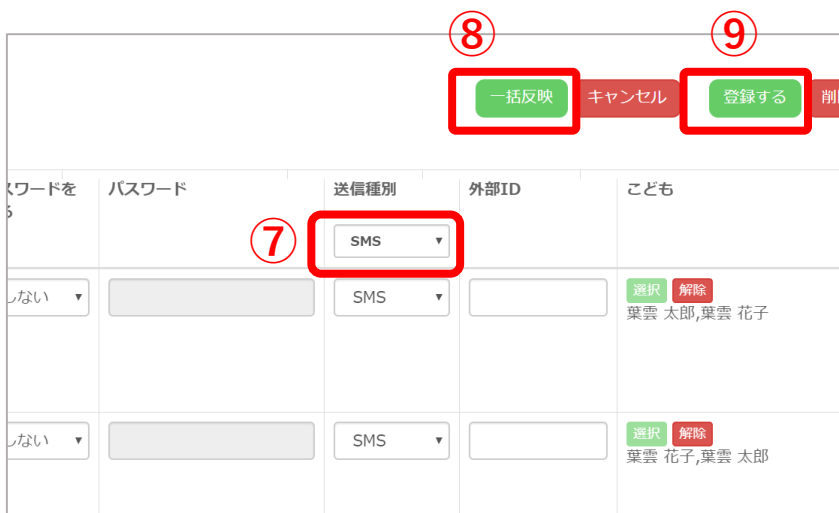 ⑧ ⑨
一括反映 キャンセル 登録する 削
スワードを パスワード 送信種別 外部ID こども
⑦ SMS
しない SMS 選択 解除
葉雲 太郎,葉雲 花子
しない SMS 選択 解除
葉雲 花子,葉雲 太郎